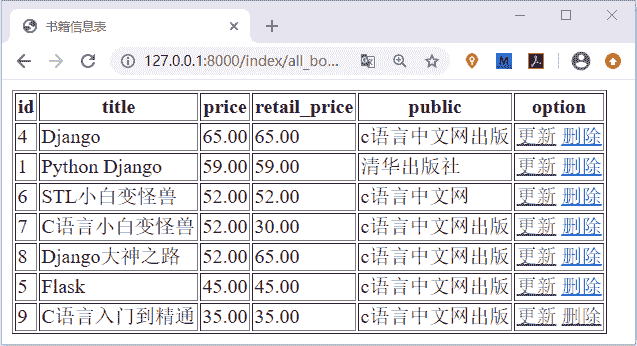 书籍信息表
127.0.0.1:8000/index/all_bo...
id title price retail_price public option
4 Django 65.00 65.00 c语言中文网出版 更新 删除
1 Python Django 59.00 59.00 清华出版社 更新 删除
6 STL小白变怪兽 52.00 52.00 c语言中文网 更新 删除
7 C语言小白变怪兽 52.00 30.00 c语言中文网出版 更新 删除
8 Django大神之路 52.00 65.00 c语言中文网出版 更新 删除
5 Flask 45.00 45.00 c语言中文网出版 更新 删除
9 C语言入门到精通 35.00 35.00 c语言中文网出版 更新 删除